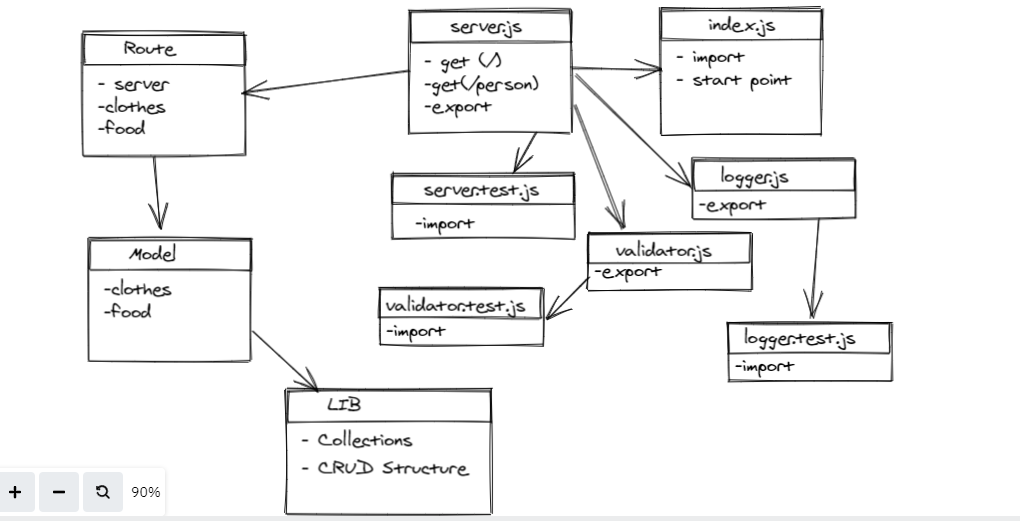 Route
- server
-clothes
-food
server.js
- get (/)
-get(/person)
-export
index.js
- import
- start point
server.test.js
-import
logger.js
-export
validator.js
-export
Model
-clothes
-food
validator.test.js
-import
logger.test.js
-import
LIB
- Collections
- CRUD Structure
90%